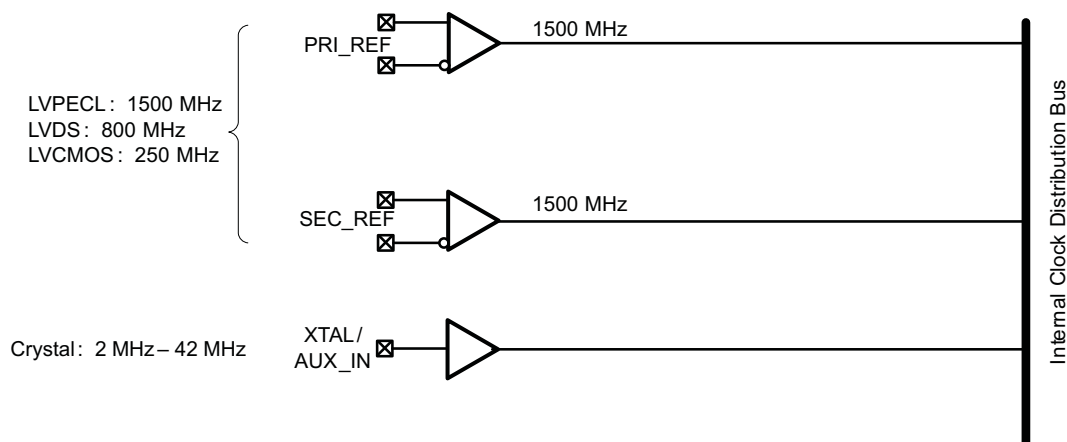 1500 MHz
PRI_REF
LVPECL: 1500 MHz
LVDS: 800 MHz
LVCMOS: 250 MHz
1500 MHz
SEC_REF
Crystal: 2 MHz – 42 MHz
XTAL/
AUX_IN
Internal Clock Distribution Bus